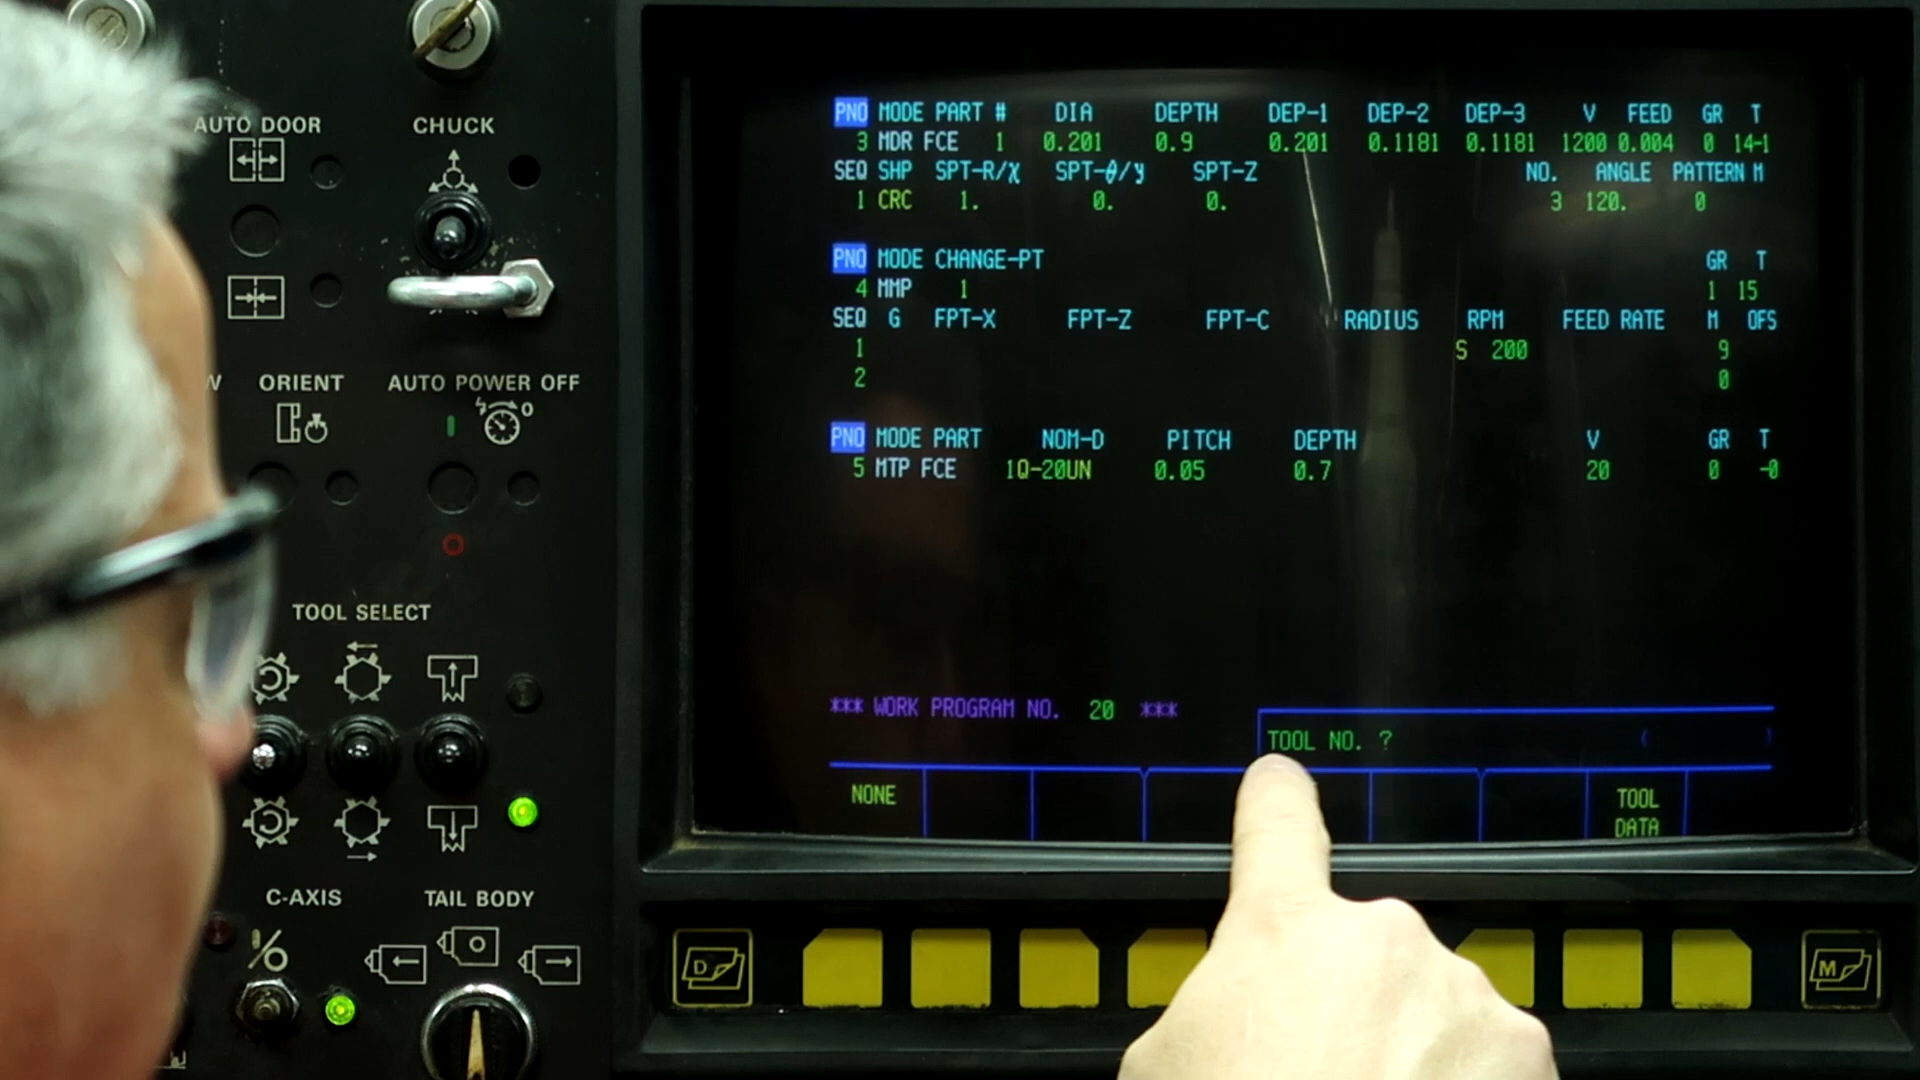 AUTO DOOR
CHUCK
ORIENT
AUTO POWER OFF
TOOL SELECT
C-AXIS
TAIL BODY
PNO MODE PART # DIA DEPTH DEP-1 DEP-2 DEP-3 V FEED GR T
3 MDR FCE 1 0.201 0.9 0.201 0.1181 0.1181 1200 0.004 0 14-1
SEQ SHP SPT-R/X SPT-θ/y SPT-Z NO. ANGLE PATTERN M
1 CRC 1. 0. 0. 3 120. 0
PNO MODE CHANGE-PT GR T
4 MMP 1 1 15
SEQ G FPT-X FPT-Z FPT-C RADIUS RPM FEED RATE M OFS
1 S 200 9
2 0
PNO MODE PART NOM-D PITCH DEPTH V GR T
5 MTP FCE 1Q-20UN 0.05 0.7 20 0 -0
*** WORK PROGRAM NO. 20 ***
TOOL NO. ? ( )
NONE
TOOL
DATA
D
M